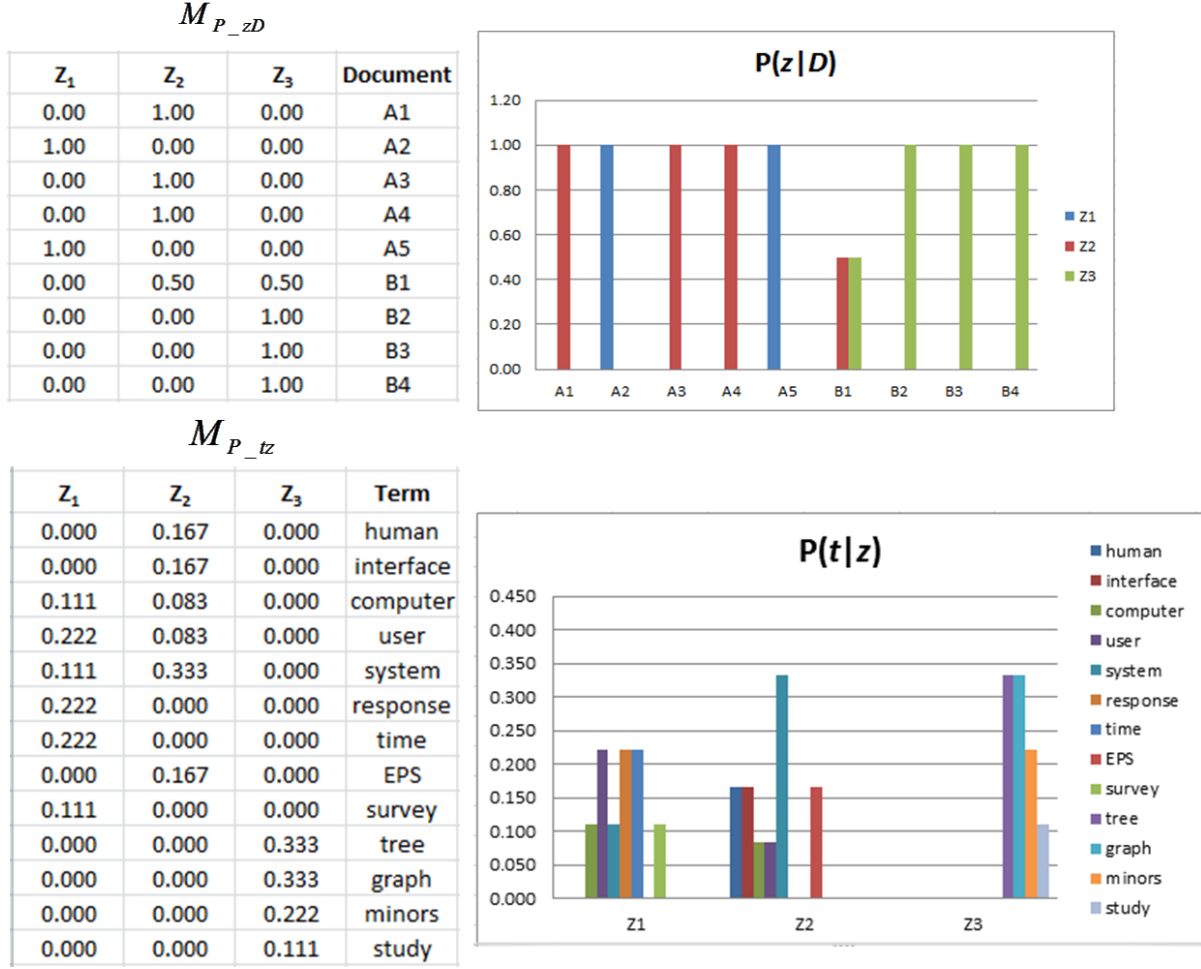 M P_zD
Z1 Z2 Z3 Document
0.00 1.00 0.00 A1
1.00 0.00 0.00 A2
0.00 1.00 0.00 A3
0.00 1.00 0.00 A4
1.00 0.00 0.00 A5
0.00 0.50 0.50 B1
0.00 0.00 1.00 B2
0.00 0.00 1.00 B3
0.00 0.00 1.00 B4
P(z|D)
1.20
1.00
0.80
0.60
0.40
0.20
0.00
A1 A2 A3 A4 A5 B1 B2 B3 B4
Z1
Z2
Z3
M P_tz
Z1 Z2 Z3 Term
0.000 0.167 0.000 human
0.000 0.167 0.000 interface
0.111 0.083 0.000 computer
0.222 0.083 0.000 user
0.111 0.333 0.000 system
0.222 0.000 0.000 response
0.222 0.000 0.000 time
0.000 0.167 0.000 EPS
0.111 0.000 0.000 survey
0.000 0.000 0.333 tree
0.000 0.000 0.333 graph
0.000 0.000 0.222 minors
0.000 0.000 0.111 study
P(t|z)
0.450
0.400
0.350
0.300
0.250
0.200
0.150
0.100
0.050
0.000
Z1 Z2 Z3
human
interface
computer
user
system
response
time
EPS
survey
tree
graph
minors
study